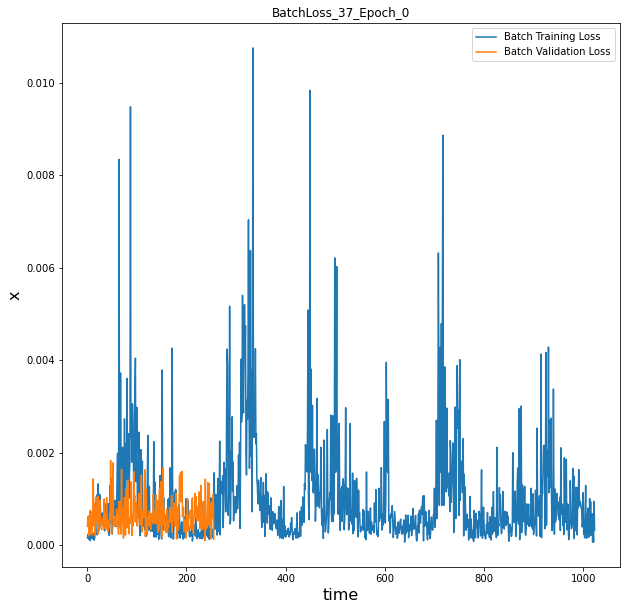 BatchLoss_37_Epoch_0
Batch Training Loss
Batch Validation Loss
0.010
0.008
0.006
0.004
0.002
0.000
x
0 200 400 600 800 1000
time